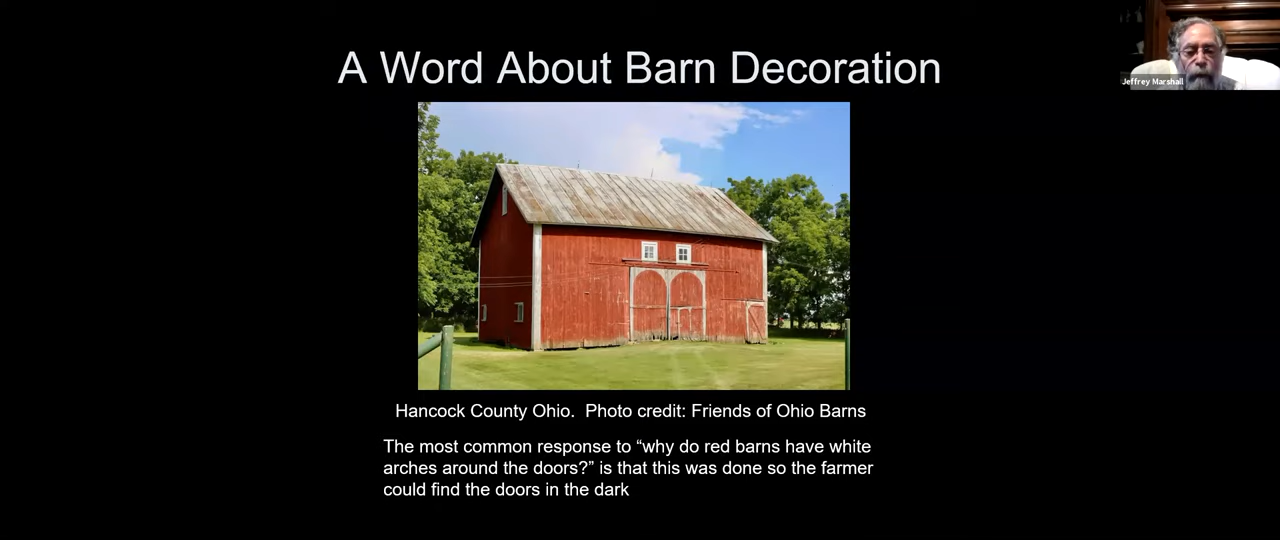 A Word About Barn Decoration
Jeffrey Marshall
Hancock County Ohio.  Photo credit: Friends of Ohio Barns
The most common response to “why do red barns have white
arches around the doors?” is that this was done so the farmer
could find the doors in the dark